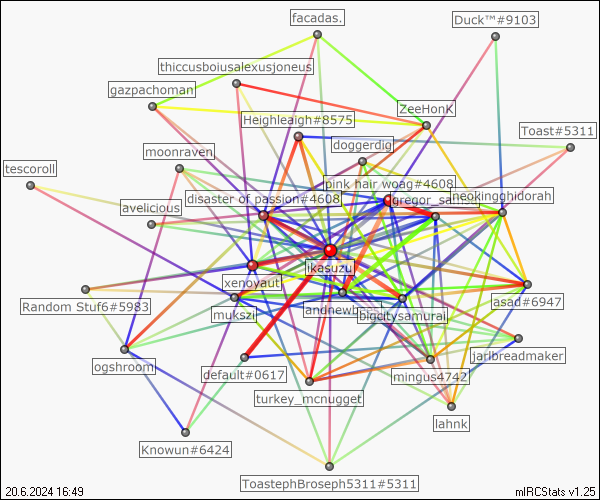 facadas.
Duck™#9103
thiccusboiusalexusjoneus
gazpachoman
ZeeHonK
Heighleaigh#8575
Toast#5311
doggerdig
moonraven
tescoroll
pink hair woag#4608
disaster of passion#4608
gregor_samsa
neokingghidorah
avelicious
ikasuzu
xenoyaut
asad#6947
Random Stuf6#5983
mukszi
andnewb
bigcitysamurai
jaribreadmaker
ogshroom
default#0617
mingus4742
turkey_mcnugget
lahnk
Knowun#6424
ToastephBroseph5311#5311
20.6.2024 16:49
mIRCStats v1.25